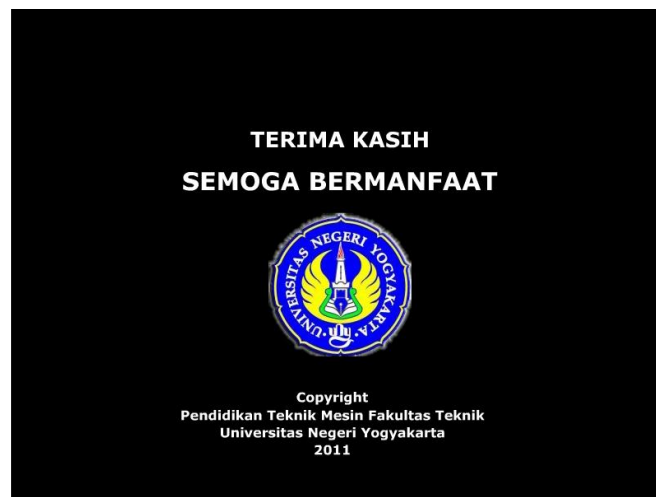 TERIMA KASIH
SEMOGA BERMANFAAT
UNIVERSITAS NEGERI YOGYAKARTA
Copyright
Pendidikan Teknik Mesin Fakultas Teknik
Universitas Negeri Yogyakarta
2011